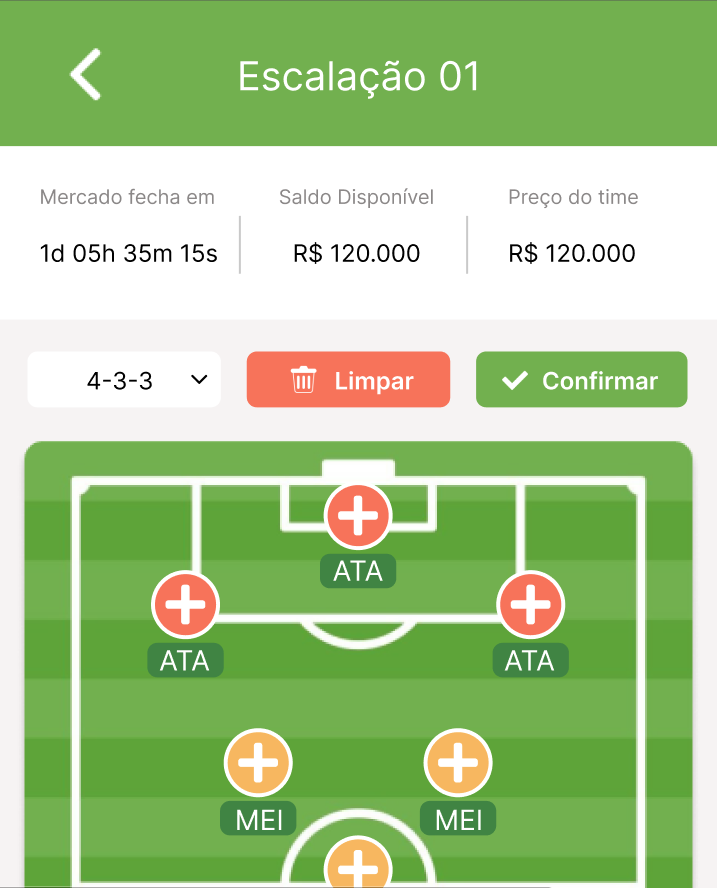 Escalação 01
Mercado fecha em Saldo Disponível Preço do time
1d 05h 35m 15s R$ 120.000 R$ 120.000
4-3-3 Limpar Confirmar
ATA
ATA ATA
MEI MEI